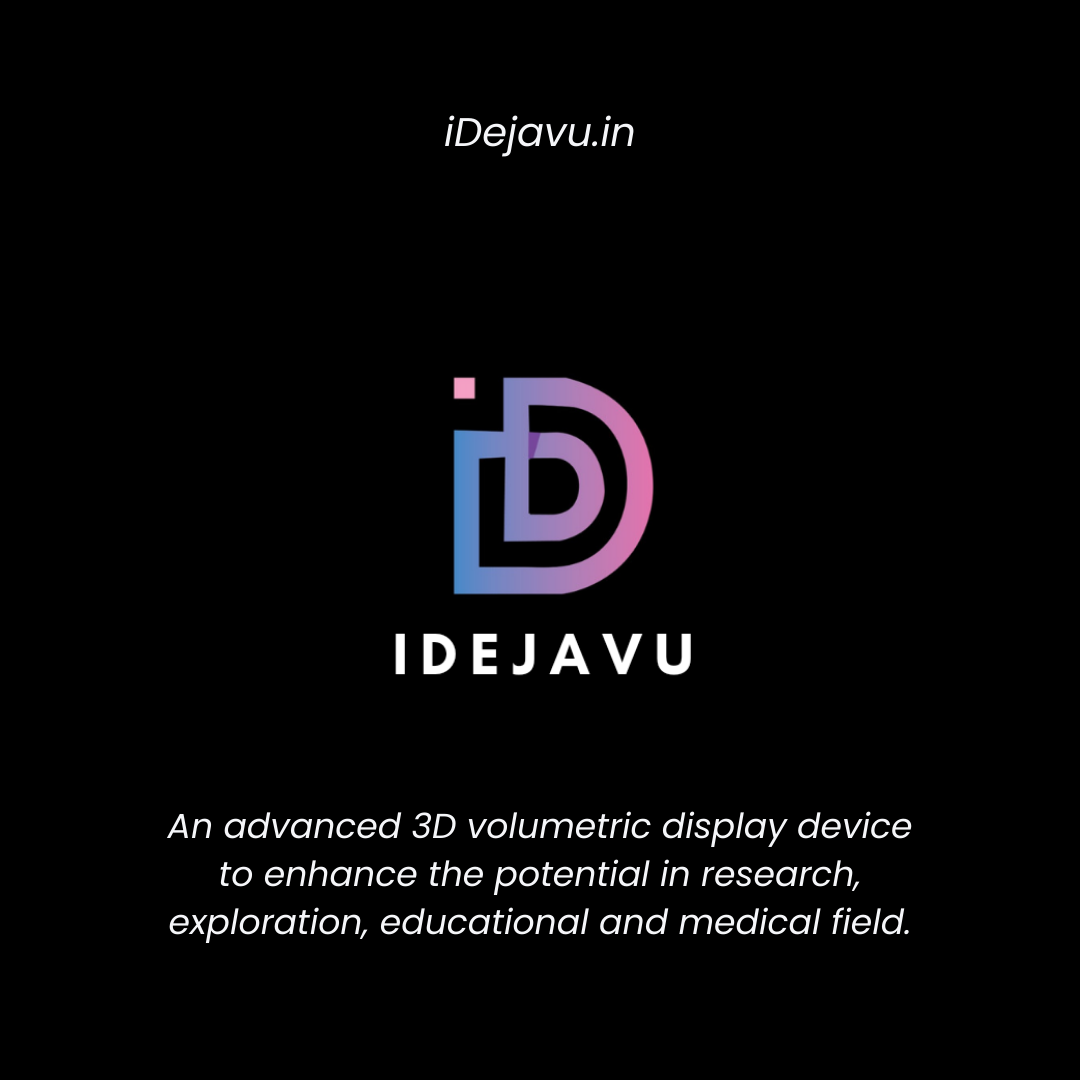 iDejavu.in
iD
IDEJAVU
An advanced 3D volumetric display device
to enhance the potential in research,
exploration, educational and medical field.